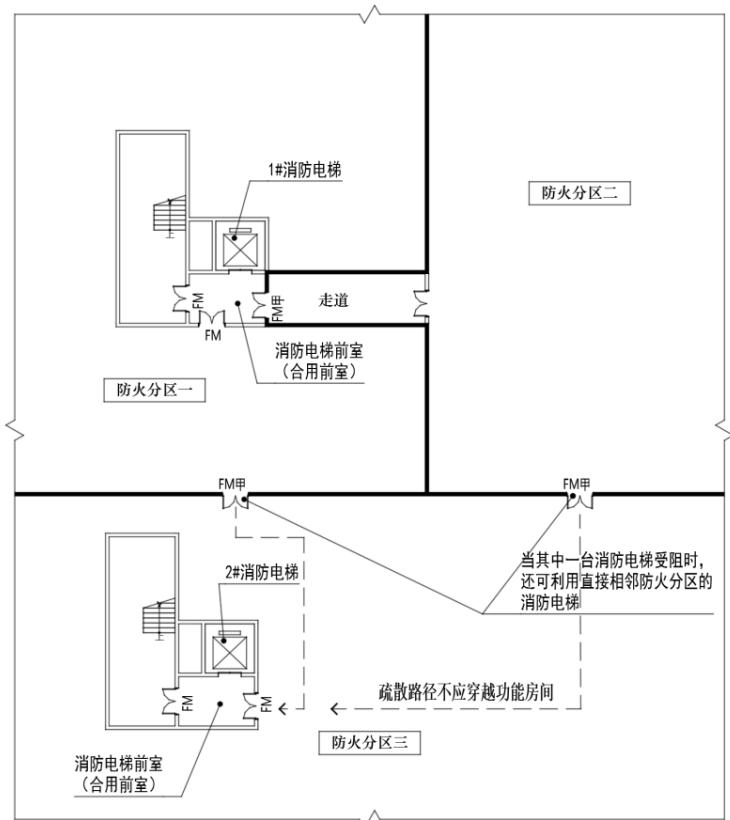 1#消防电梯
防火分区二
上
FM
FM
FM甲
走道
消防电梯前室
（合用前室）
防火分区一
FM甲
FM甲
当其中一台消防电梯受阻时，
还可利用直接相邻防火分区的
消防电梯
2#消防电梯
上
FM
FM
疏散路径不应穿越功能房间
防火分区三
消防电梯前室
（合用前室）